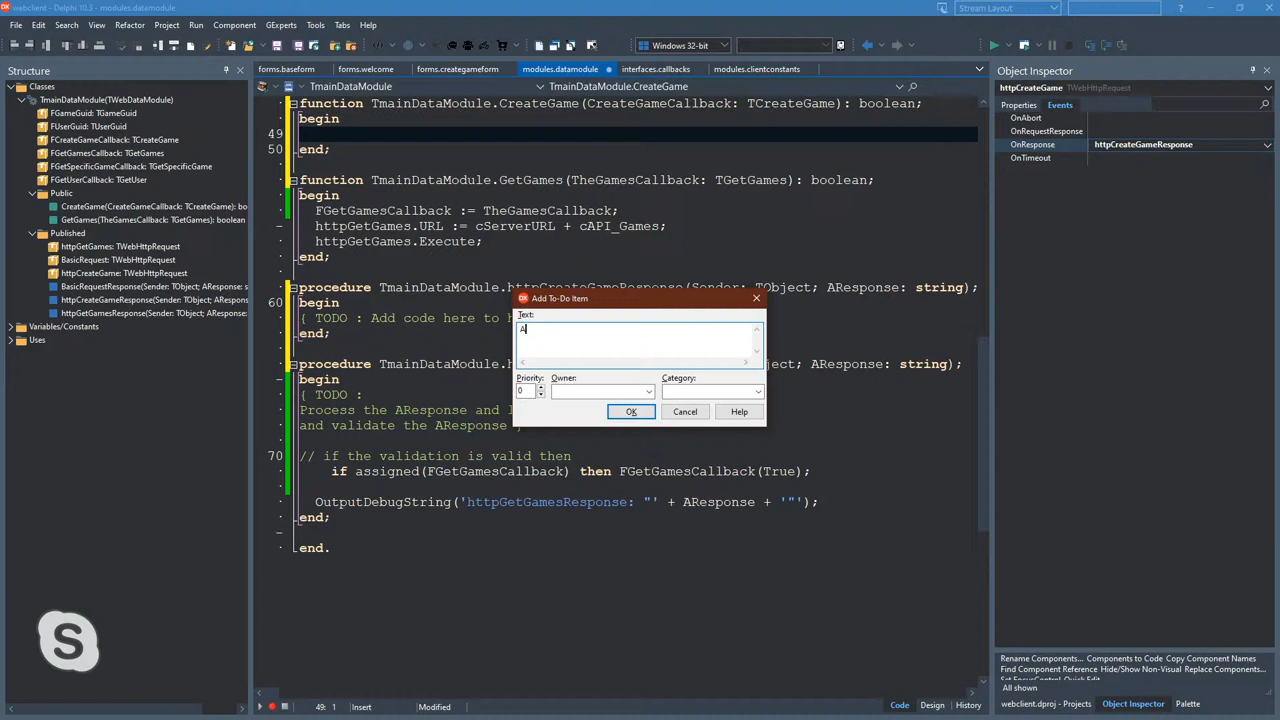 webclient - Delphi 10.3 - modules.datamodule
Stream Layout
File Edit Search View Refactor Project Run Component GExperts Tools Tabs Help
Windows 32-bit
Structure
Classes
TmainDataModule(TWebDataModule)
FGameGuid: TGameGuid
FUserGuid: TUserGuid
FCreateGameCallback: TCreateGame
FGetGamesCallback: TGetGames
FGetSpecificGameCallback: TGetSpecificGame
FGetUserCallback: TGetUser
Public
CreateGame(CreateGameCallback: TCreateGame): bo
GetGames(TheGamesCallback: TGetGames): boolean
Published
httpGetGames: TWebHttpRequest
BasicRequest: TWebHttpRequest
httpCreateGame: TWebHttpRequest
BasicRequestResponse(Sender: TObject; AResponse: s
httpCreateGameResponse(Sender: TObject; AResponse
httpGetGamesResponse(Sender: TObject; AResponse:
Variables/Constants
Uses
forms.baseform forms.welcome forms.creategameform modules.datamodule interfaces.callbacks modules.clientconstants
TmainDataModule TmainDataModule.CreateGame
function TmainDataModule.CreateGame(CreateGameCallback: TCreateGame): boolean;
begin
49
50 end;
function TmainDataModule.GetGames(TheGamesCallback: TGetGames): boolean;
begin
FGetGamesCallback := TheGamesCallback;
httpGetGames.URL := cServerURL + cAPI_Games;
httpGetGames.Execute;
end;
procedure TmainDataModule.httpCreateGameResponse(Sender: TObject; AResponse: string);
60 begin
{ TODO : Add code here to h
end;
procedure TmainDataModule.h ject; AResponse: string);
begin
{ TODO :
Process the AResponse and l
and validate the AResponse }
70 // if the validation is valid then
if assigned(FGetGamesCallback) then FGetGamesCallback(True);
OutputDebugString('httpGetGamesResponse: "' + AResponse + '"');
end;
end.
Add To-Do Item
Text:
A
Priority: Owner: Category:
0
OK Cancel Help
49: 1 Insert Modified Code Design History
Object Inspector
httpCreateGame TWebHttpRequest
Properties Events
OnAbort
OnRequestResponse
OnResponse httpCreateGameResponse
OnTimeout
Rename Components... Components to Code Copy Component Names
Find Component Reference Hide/Show Non-Visual Replace Components...
Set FocusControl Quick Edit
All shown
webclient.dproj - Projects Object Inspector Palette